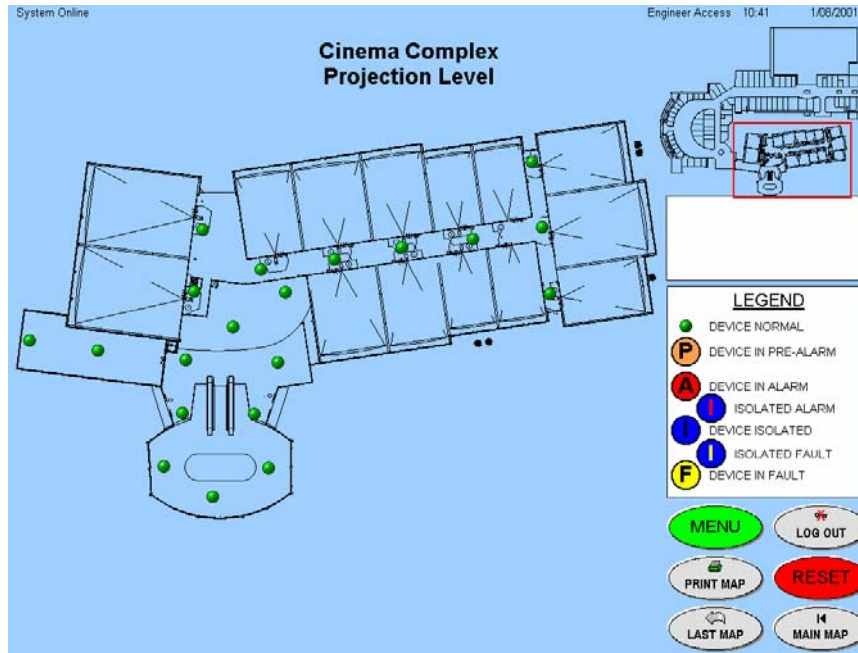 System Online
Engineer Access 10:41 1/08/2001
Cinema Complex
Projection Level
LEGEND
DEVICE NORMAL
P DEVICE IN PRE-ALARM
A DEVICE IN ALARM
I ISOLATED ALARM
I DEVICE ISOLATED
I ISOLATED FAULT
F DEVICE IN FAULT
MENU
LOG OUT
PRINT MAP
RESET
LAST MAP
MAIN MAP